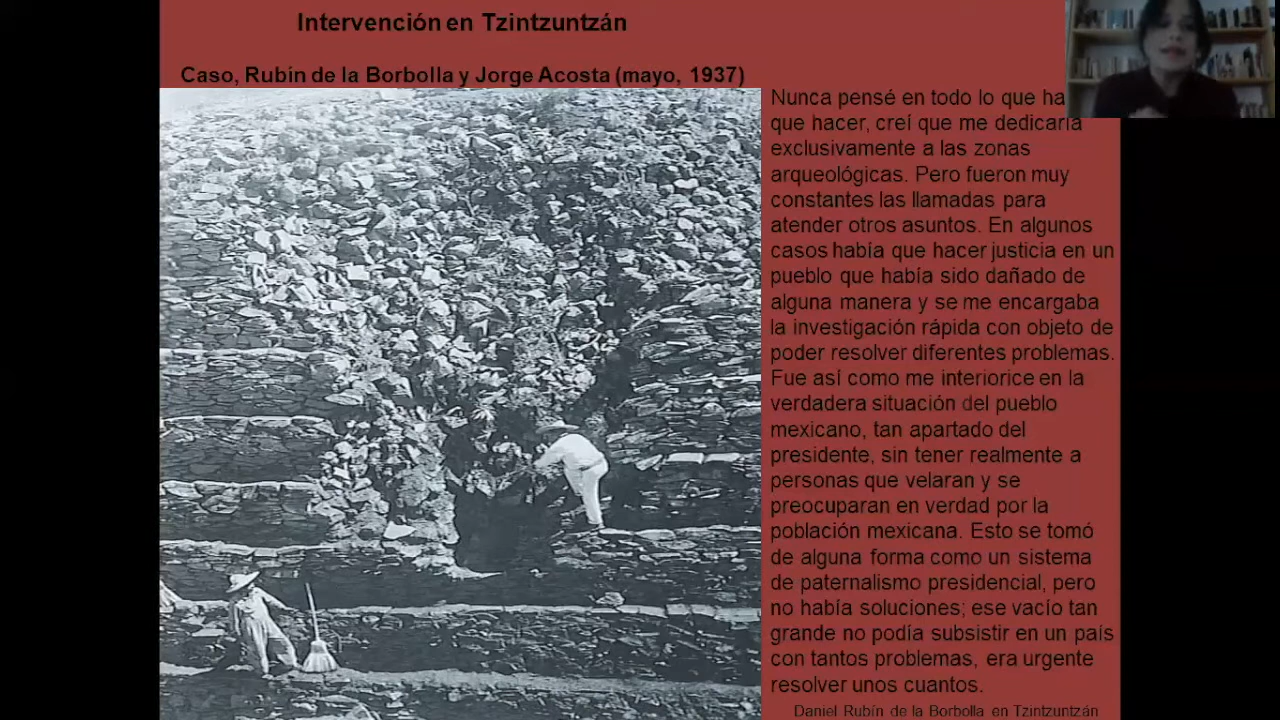 Intervención en Tzintzuntzán
Caso, Rubín de la Borbolla y Jorge Acosta (mayo, 1937)
Nunca pensé en todo lo que
que hacer, creí que me dedicaría
exclusivamente a las zonas
arqueológicas. Pero fueron muy
constantes las llamadas para
atender otros asuntos. En algunos
casos había que hacer justicia en un
pueblo que había sido dañado de
alguna manera y se me encargaba
la investigación rápida con objeto de
poder resolver diferentes problemas.
Fue así como me interiorice en la
verdadera situación del pueblo
mexicano, tan apartado del
presidente, sin tener realmente a
personas que velaran y se
preocuparan en verdad por la
población mexicana. Esto se tomó
de alguna forma como un sistema
de paternalismo presidencial, pero
no había soluciones; ese vacío tan
grande no podía subsistir en un país
con tantos problemas, era urgente
resolver unos cuantos.
Daniel Rubín de la Borbolla en Tzintzuntzán